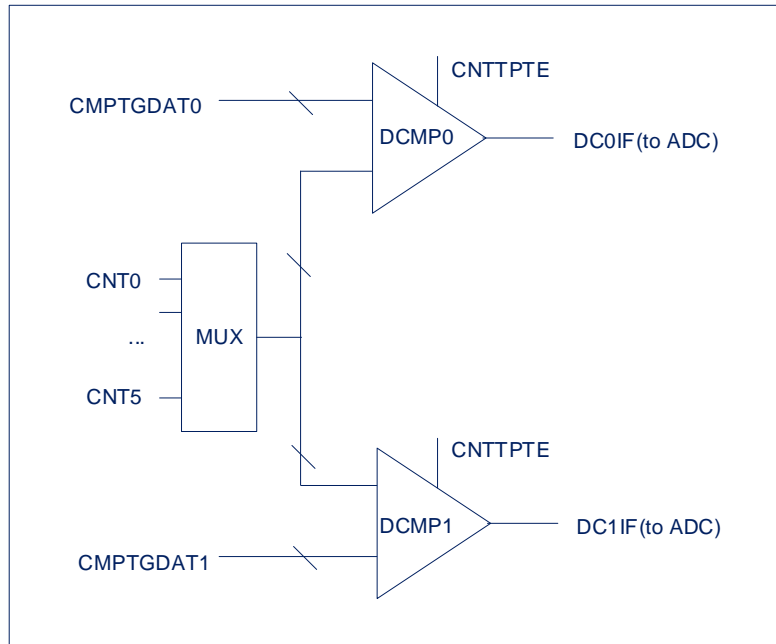 CNTTPTE
CMPTGDAT0
DCMP0
DC0IF(to ADC)
CNT0
...
MUX
CNT5
CNTTPTE
DCMP1
DC1IF(to ADC)
CMPTGDAT1